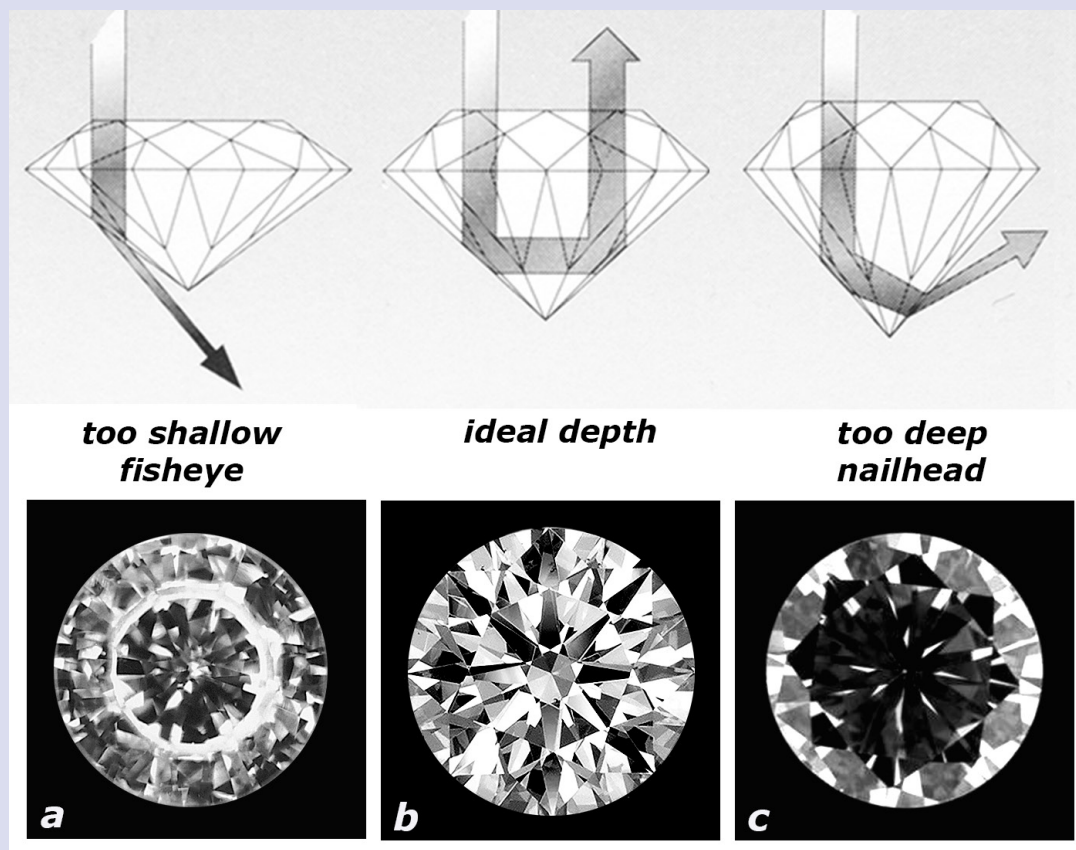 too shallow
fisheye
ideal depth
too deep
nailhead
a
b
c